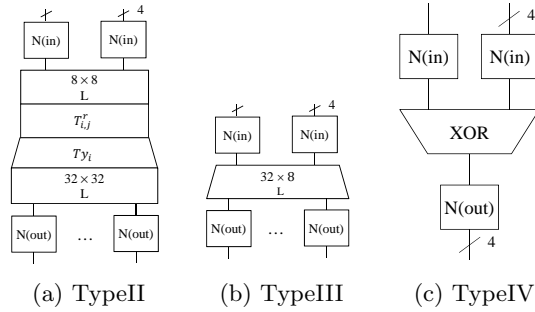 4
N(in) N(in)
8 × 8
L
T^r_{i,j}
Ty_i
32 × 32
L
N(out) ... N(out)
(a) TypeII
4
N(in) N(in)
32 × 8
L
N(out) ... N(out)
(b) TypeIII
4
N(in) N(in)
XOR
N(out)
4
(c) TypeIV